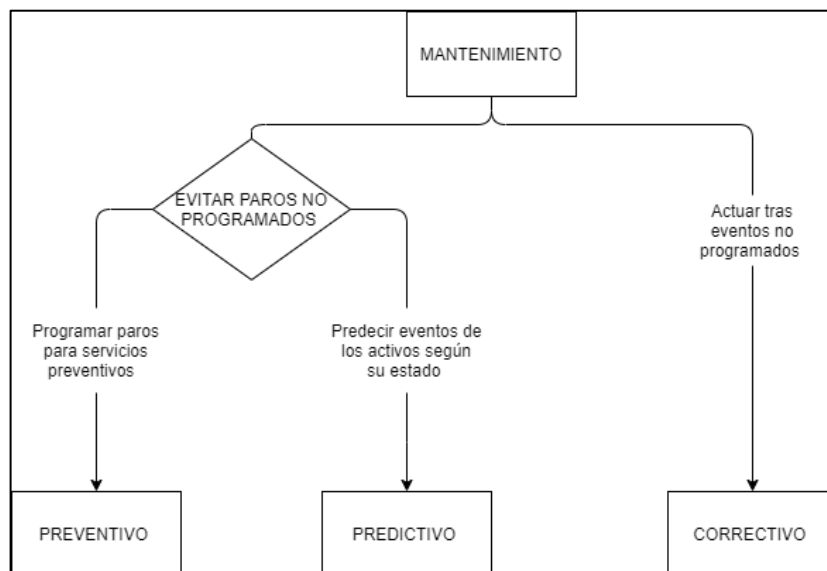 MANTENIMIENTO
EVITAR PAROS NO
PROGRAMADOS
Actuar tras
eventos no
programados
Programar paros
para servicios
preventivos
Predecir eventos de
los activos según
su estado
PREVENTIVO
PREDICTIVO
CORRECTIVO